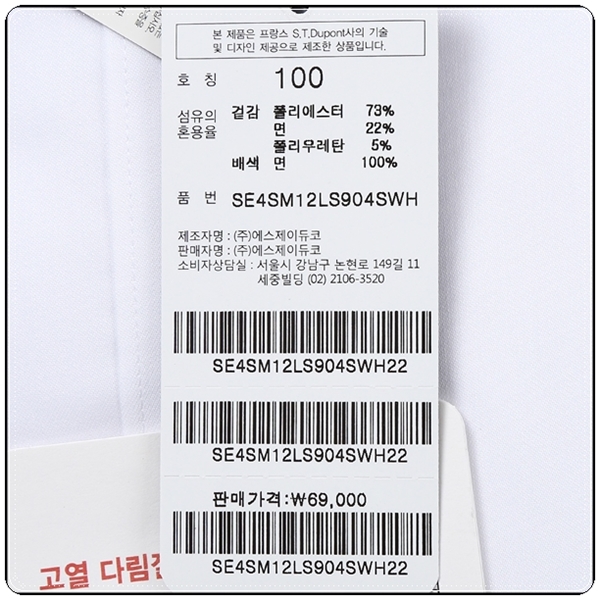 본 제품은 프랑스 S,T,Dupont사의 기술
및 디자인 제공으로 제조한 상품입니다.
호 칭 100
섬유의 혼용율 겉감 폴리에스터 73%
면 22%
폴리우레탄 5%
배색 면 100%
품 번 SE4SM12LS904SWH
제조자명 : (주)에스제이듀코
판매자명 : (주)에스제이듀코
소비자상담실 : 서울시 강남구 논현로 149길 11
세중빌딩 (02) 2106-3520
SE4SM12LS904SWH22
SE4SM12LS904SWH22
판매가격:₩69,000
SE4SM12LS904SWH22
고열 다림